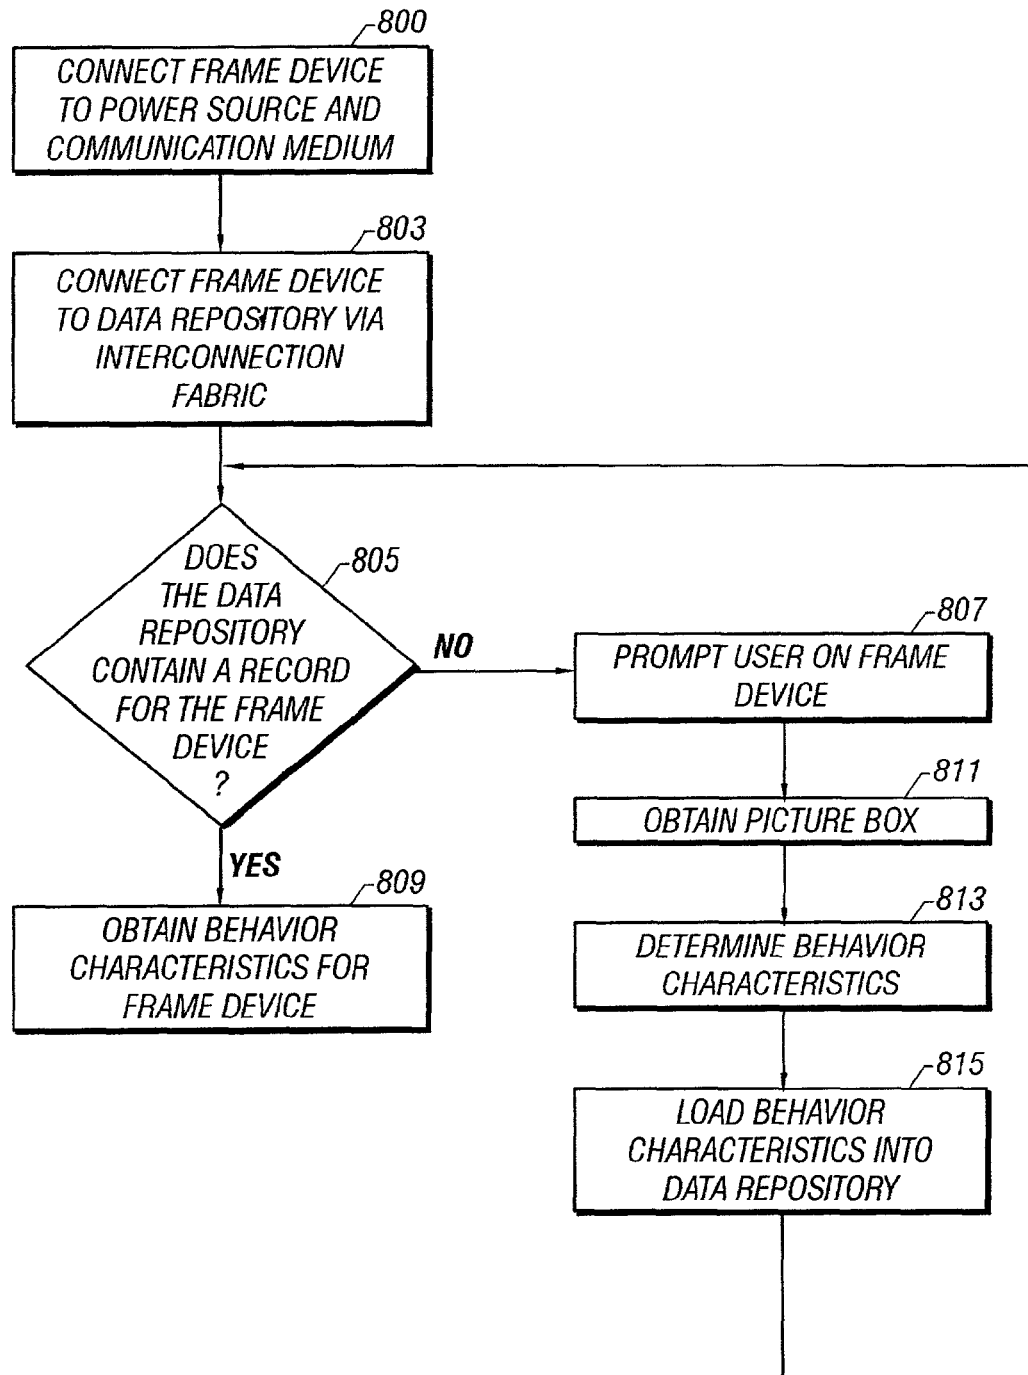 800
CONNECT FRAME DEVICE
TO POWER SOURCE AND
COMMUNICATION MEDIUM
803
CONNECT FRAME DEVICE
TO DATA REPOSITORY VIA
INTERCONNECTION
FABRIC
805
DOES
THE DATA
REPOSITORY
CONTAIN A RECORD
FOR THE FRAME
DEVICE
?
NO
YES
809
OBTAIN BEHAVIOR
CHARACTERISTICS FOR
FRAME DEVICE
807
PROMPT USER ON FRAME
DEVICE
811
OBTAIN PICTURE BOX
813
DETERMINE BEHAVIOR
CHARACTERISTICS
815
LOAD BEHAVIOR
CHARACTERISTICS INTO
DATA REPOSITORY